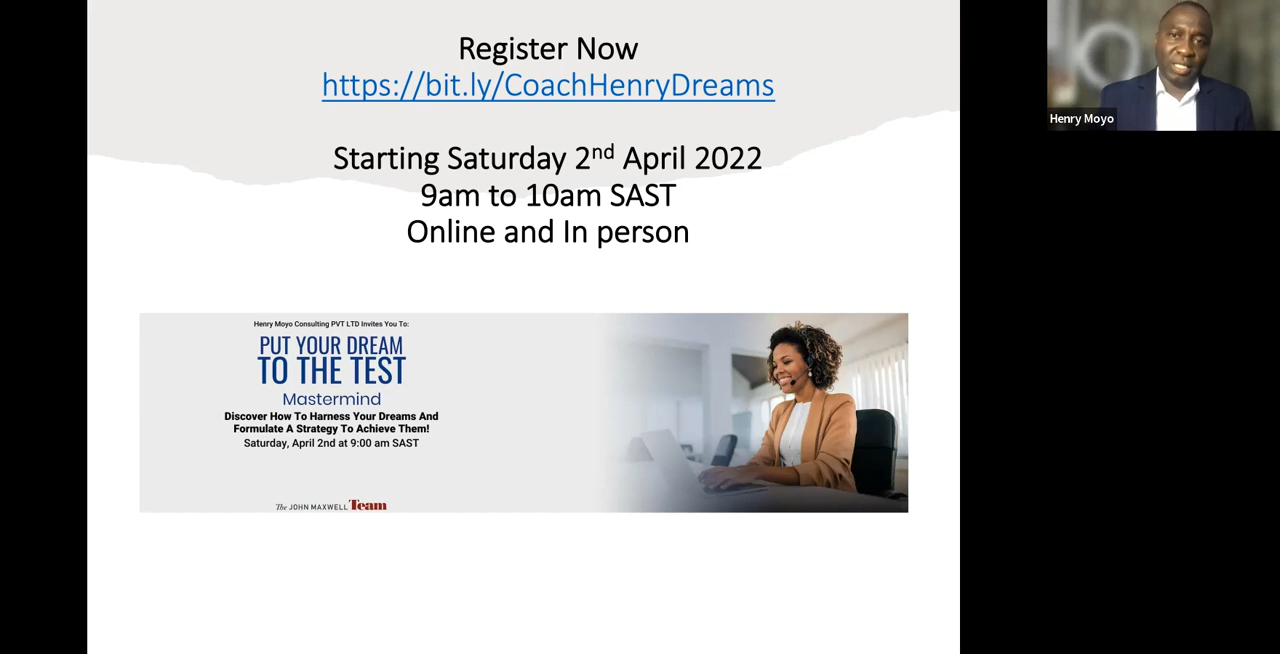 Register Now
https://bit.ly/CoachHenryDreams
Starting Saturday 2nd April 2022
9am to 10am SAST
Online and In person
Henry Moyo Consulting PVT LTD Invites You To:
PUT YOUR DREAM
TO THE TEST
Mastermind
Discover How To Harness Your Dreams And
Formulate A Strategy To Achieve Them!
Saturday, April 2nd at 9:00 am SAST
The JOHN MAXWELL Team
Henry Moyo